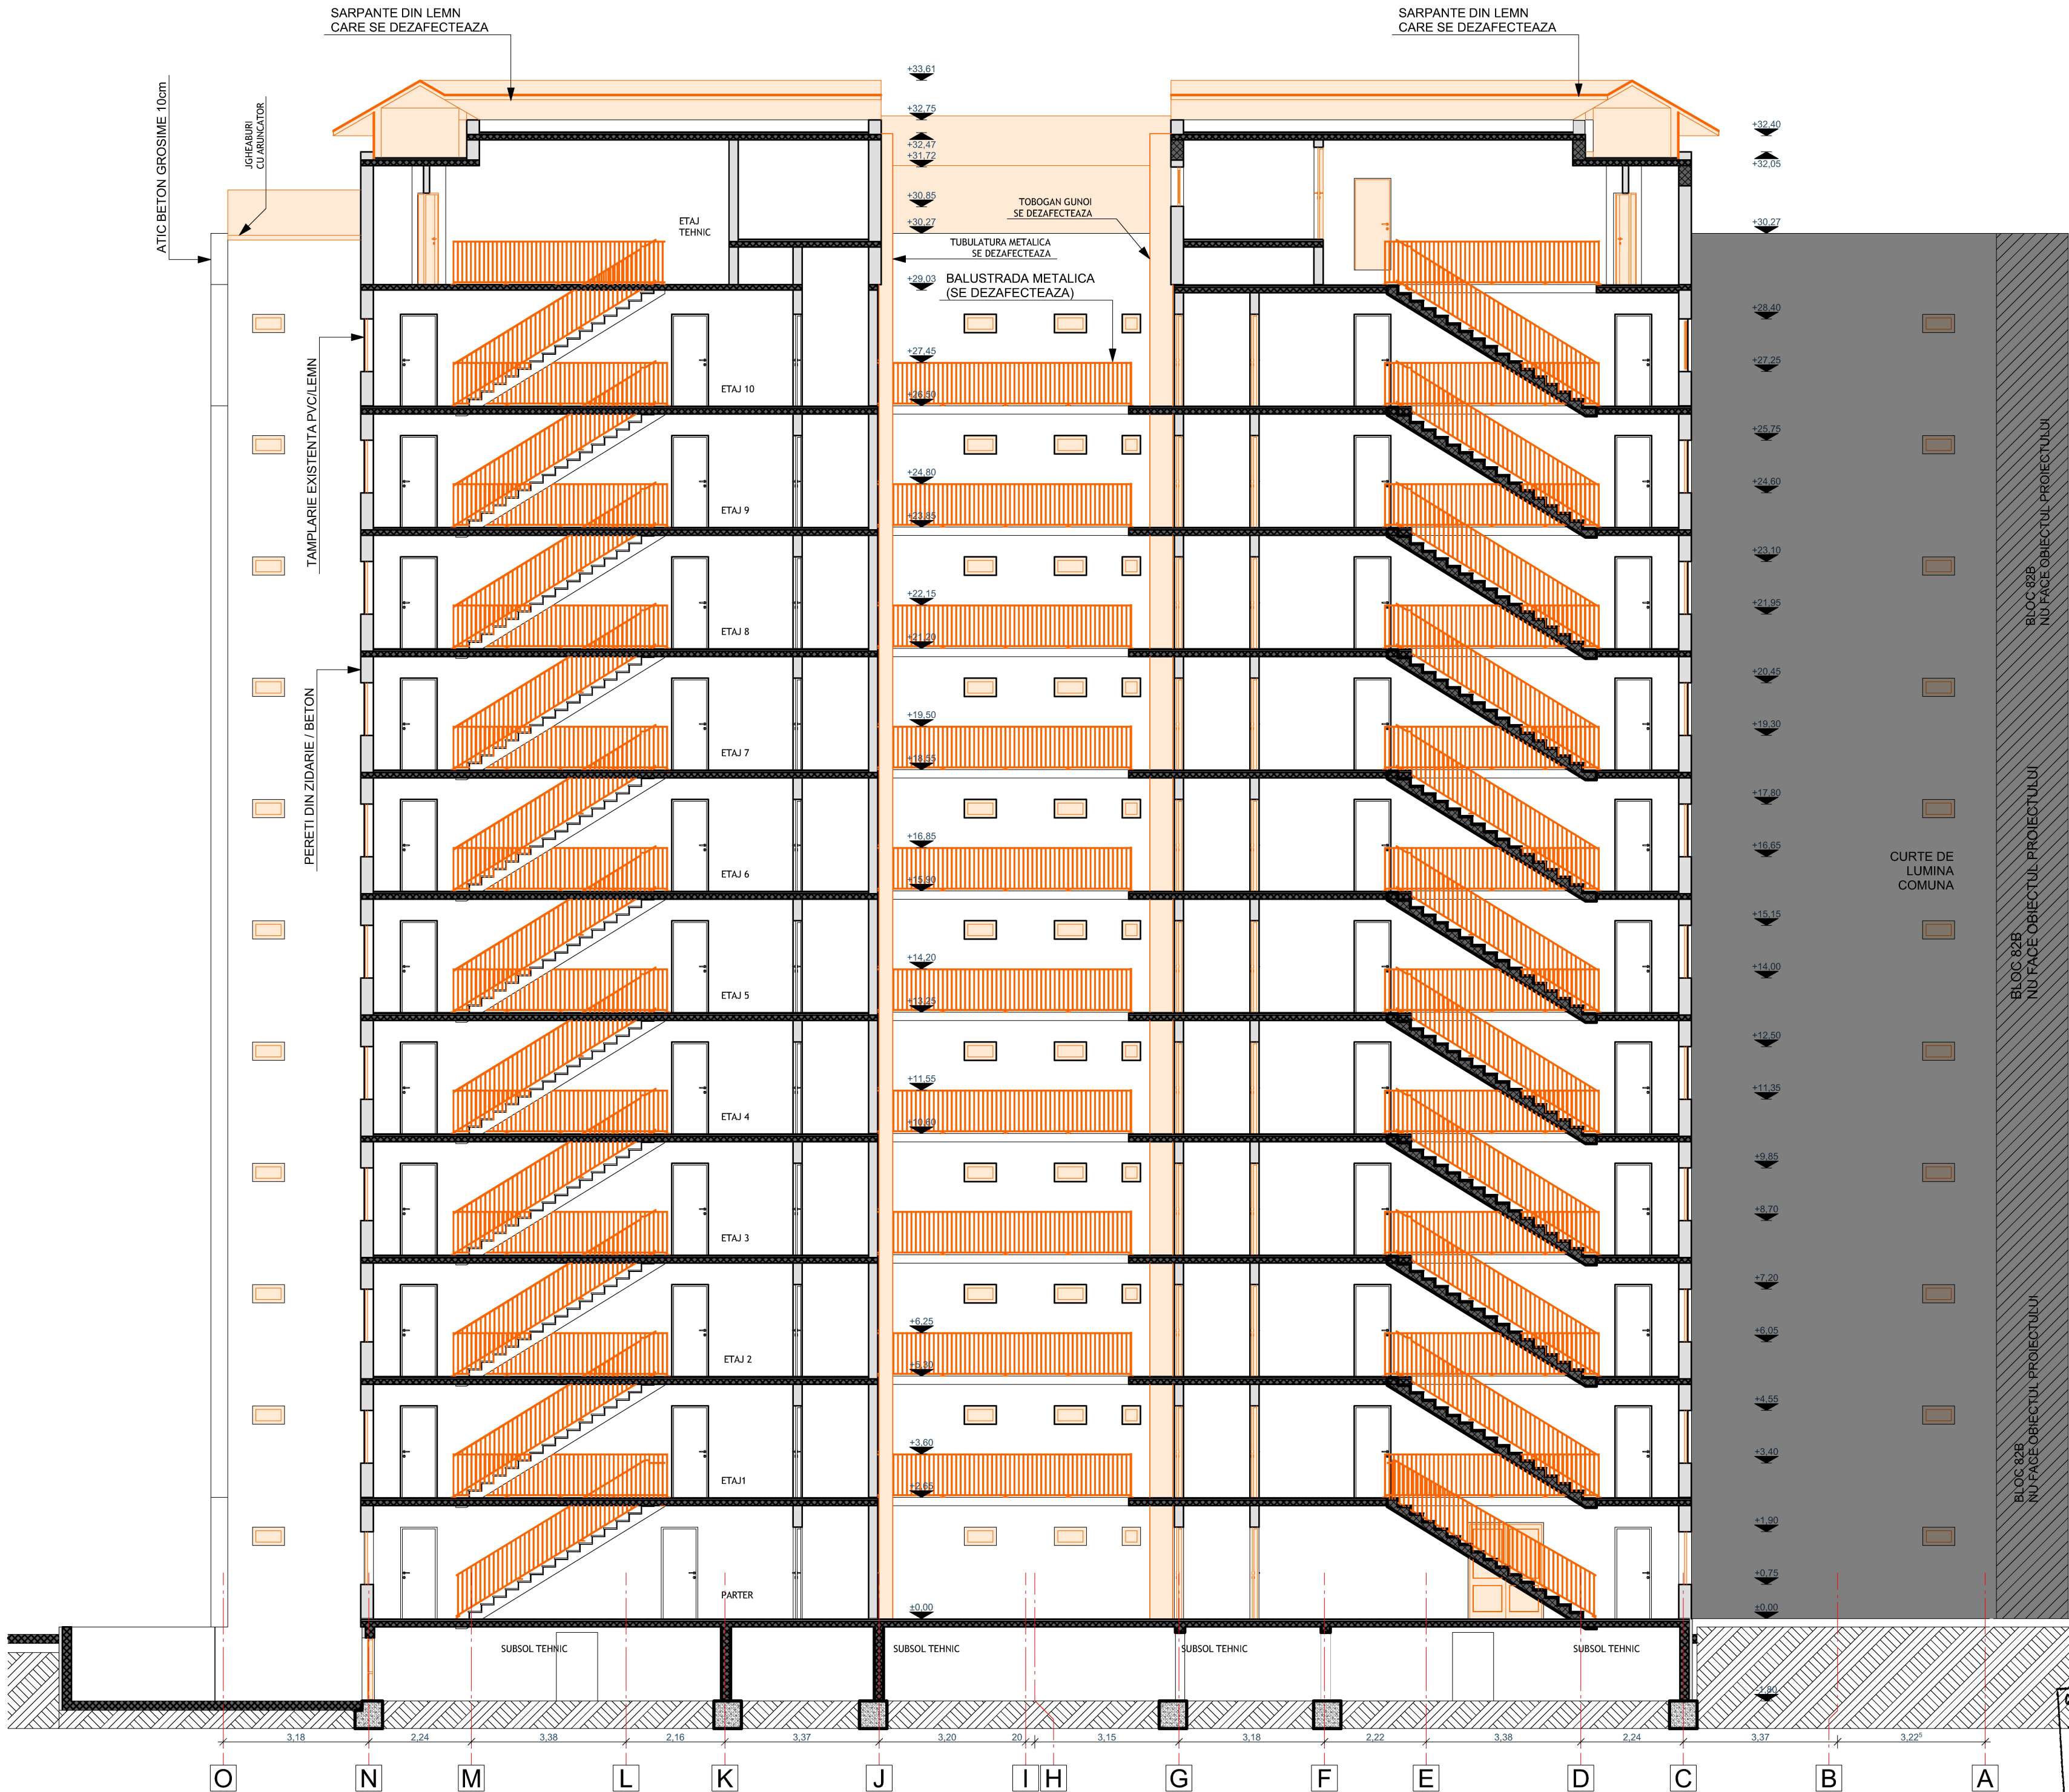 SARPANTE DIN LEMN
CARE SE DEZAFECTEAZA
SARPANTE DIN LEMN
CARE SE DEZAFECTEAZA
ATIC BETON GROSIME 10cm
JGHEABURI
CU ARUNCATOR
TAMPLARIE EXISTENTA PVC/LEMN
PERETI DIN ZIDARIE / BETON
ETAJ
TEHNIC
TOBOGAN GUNOI
SE DEZAFECTEAZA
TUBULATURA METALICA
SE DEZAFECTEAZA
BALUSTRADA METALICA
(SE DEZAFECTEAZA)
ETAJ 10
ETAJ 9
ETAJ 8
ETAJ 7
ETAJ 6
ETAJ 5
ETAJ 4
ETAJ 3
ETAJ 2
ETAJ1
PARTER
+33,61
+32,75
+32,47
+31,72
+30,85
+30,27
+29,03
+27,45
+26,50
+24,80
+23,85
+22,15
+21,20
+19,50
+18,55
+16,85
+15,90
+14,20
+13,25
+11,55
+10,60
+6,25
+5,30
+3,60
+2,65
±0,00
+32,40
+32,05
+30,27
+28,40
+27,25
+25,75
+24,60
+23,10
+21,95
+20,45
+19,30
+17,80
+16,65
+15,15
+14,00
+12,50
+11,35
+9,85
+8,70
+7,20
+6,05
+4,55
+3,40
+1,90
+0,75
±0,00
-1,80
CURTE DE
LUMINA
COMUNA
BLOC 82B
NU FACE OBIECTUL PROIECTULUI
BLOC 82B
NU FACE OBIECTUL PROIECTULUI
BLOC 82B
NU FACE OBIECTUL PROIECTULUI
SUBSOL TEHNIC
SUBSOL TEHNIC
SUBSOL TEHNIC
SUBSOL TEHNIC
3,18 2,24 3,38 2,16 3,37 3,20 20 3,15 3,18 2,22 3,38 2,24 3,37 3,22⁵
O N M L K J I H G F E D C B A